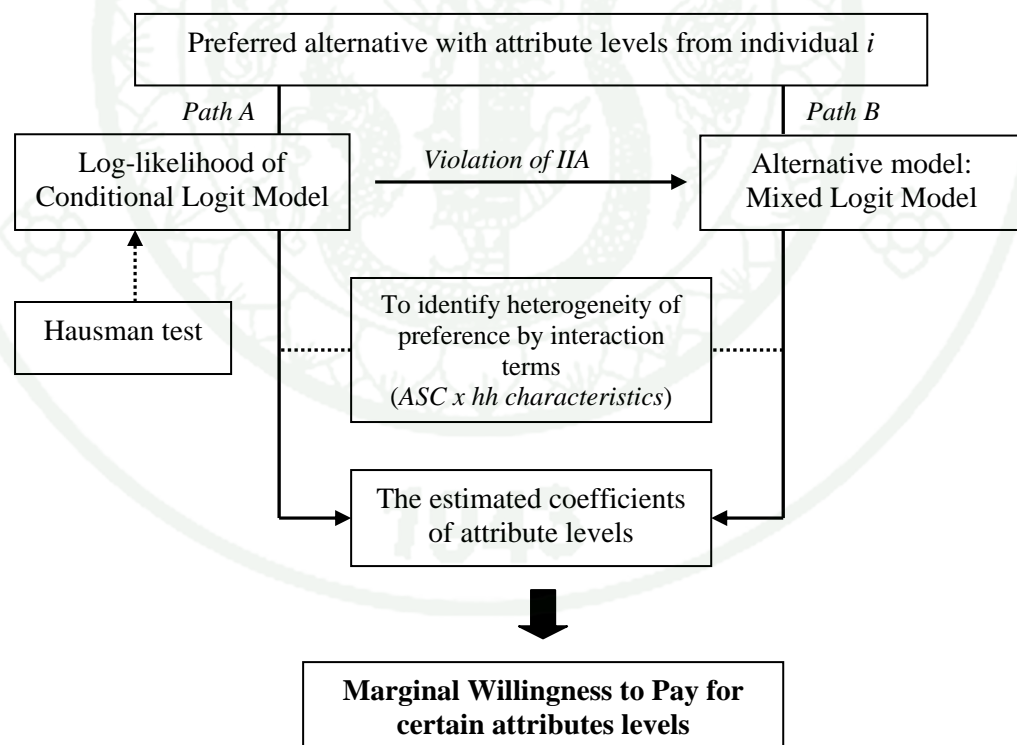 Preferred alternative with attribute levels from individual i
Path A
Path B
Log-likelihood of
Conditional Logit Model
Violation of IIA
Alternative model:
Mixed Logit Model
Hausman test
To identify heterogeneity of
preference by interaction
terms
(ASC x hh characteristics)
The estimated coefficients
of attribute levels
1943
Marginal Willingness to Pay for
certain attributes levels